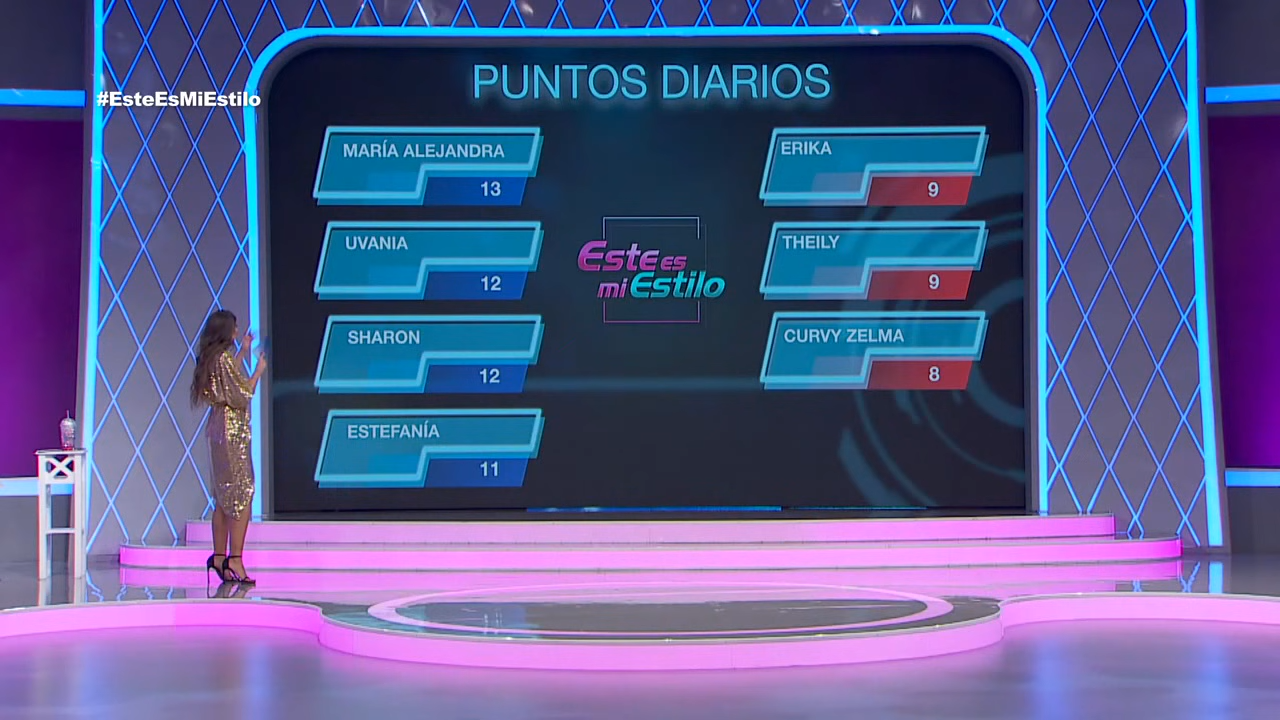 #EsteEsMiEstilo
PUNTOS DIARIOS
MARÍA ALEJANDRA
13
UVANIA
12
SHARON
12
ESTEFANÍA
11
Este es
mi Estilo
ERIKA
9
THEILY
9
CURVY ZELMA
8